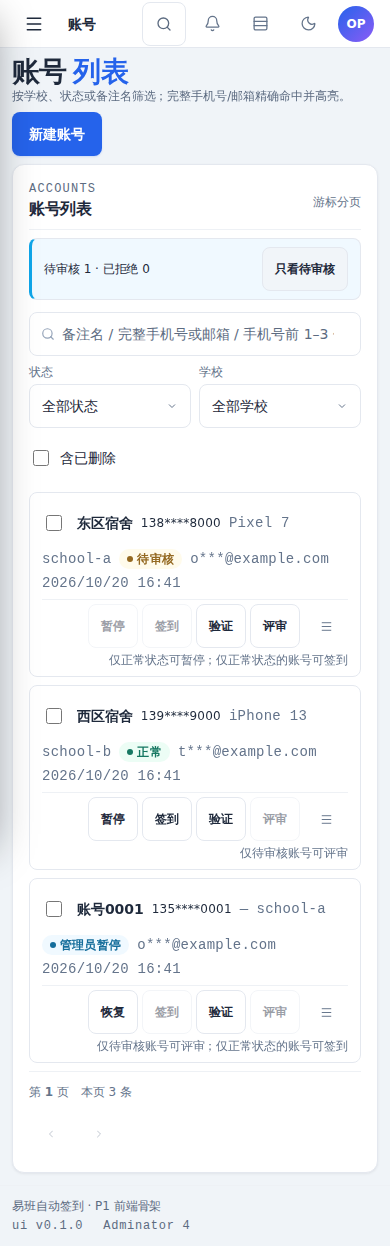 账号
OP
账号 列表
按学校、状态或备注名筛选；完整手机号/邮箱精确命中并高亮。
新建账号
ACCOUNTS
账号列表
游标分页
待审核 1 · 已拒绝 0
只看待审核
备注名 / 完整手机号或邮箱 / 手机号前 1–3
状态
学校
全部状态
全部学校
含已删除
东区宿舍 138****8000 Pixel 7
school-a 待审核 o***@example.com
2026/10/20 16:41
暂停 签到 验证 评审
仅正常状态可暂停；仅正常状态的账号可签到
西区宿舍 139****9000 iPhone 13
school-b 正常 t***@example.com
2026/10/20 16:41
暂停 签到 验证 评审
仅待审核账号可评审
账号0001 135****0001 — school-a
管理员暂停 o***@example.com
2026/10/20 16:41
恢复 签到 验证 评审
仅待审核账号可评审；仅正常状态的账号可签到
第 1 页 本页 3 条
易班自动签到 · P1 前端骨架
ui v0.1.0 Adminator 4